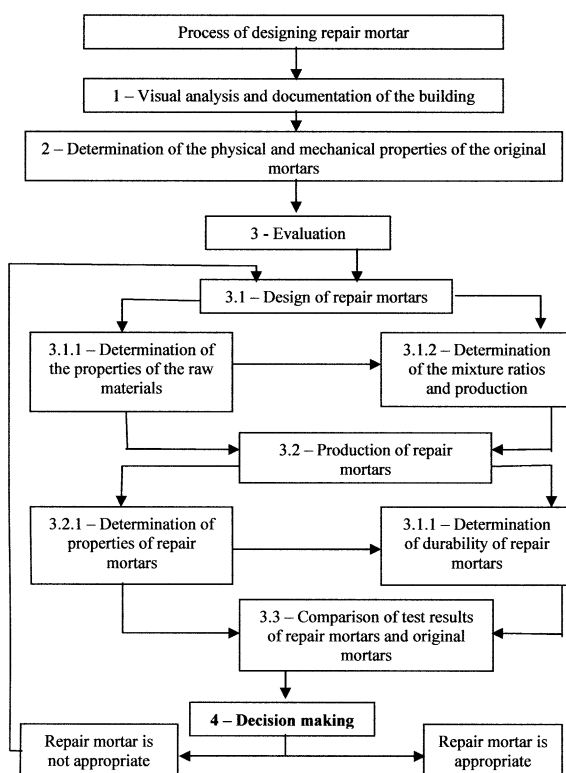 Process of designing repair mortar
1 – Visual analysis and documentation of the building
2 – Determination of the physical and mechanical properties of the original
mortars
3 - Evaluation
3.1 – Design of repair mortars
3.1.1 – Determination of
the properties of the raw
materials
3.1.2 – Determination
of the mixture ratios
and production
3.2 – Production of repair
mortars
3.2.1 – Determination of
properties of repair
mortars
3.1.1 – Determination
of durability of repair
mortars
3.3 – Comparison of test results
of repair mortars and original
mortars
4 – Decision making
Repair mortar is
not appropriate
Repair mortar is
appropriate